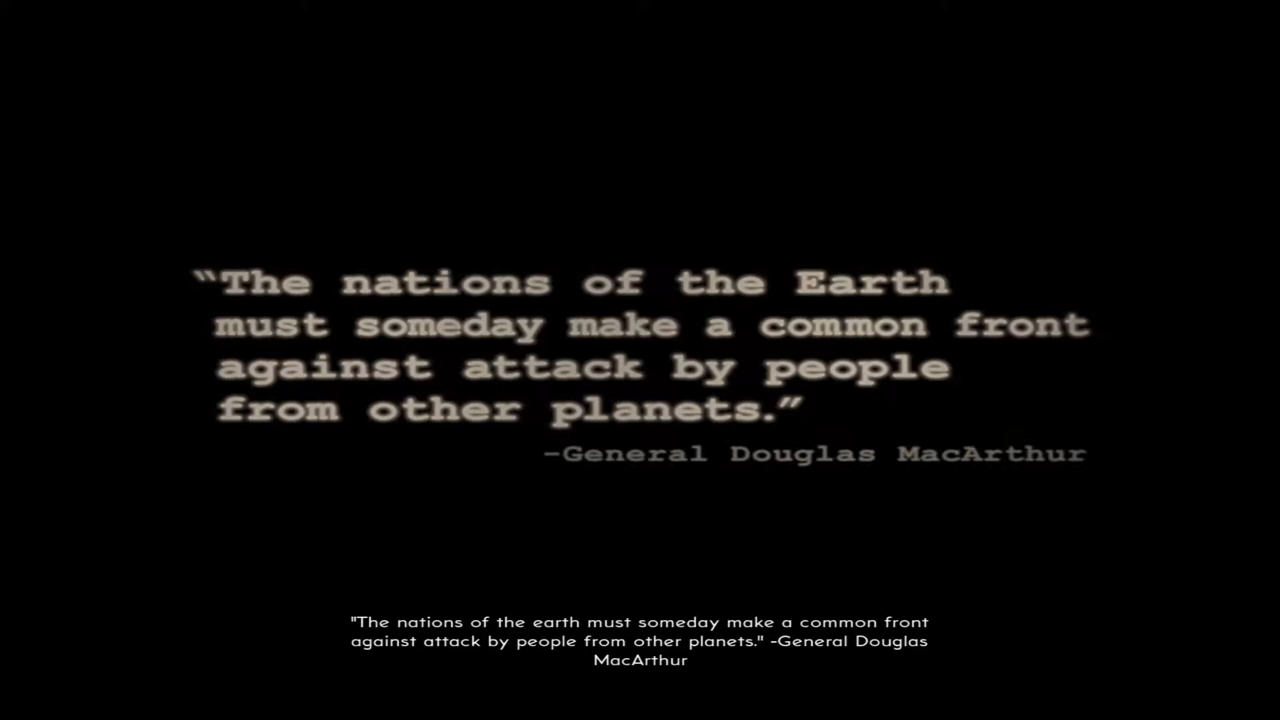 “The nations of the Earth
must someday make a common front
against attack by people
from other planets.”
–General Douglas MacArthur
"The nations of the earth must someday make a common front
against attack by people from other planets." -General Douglas
MacArthur